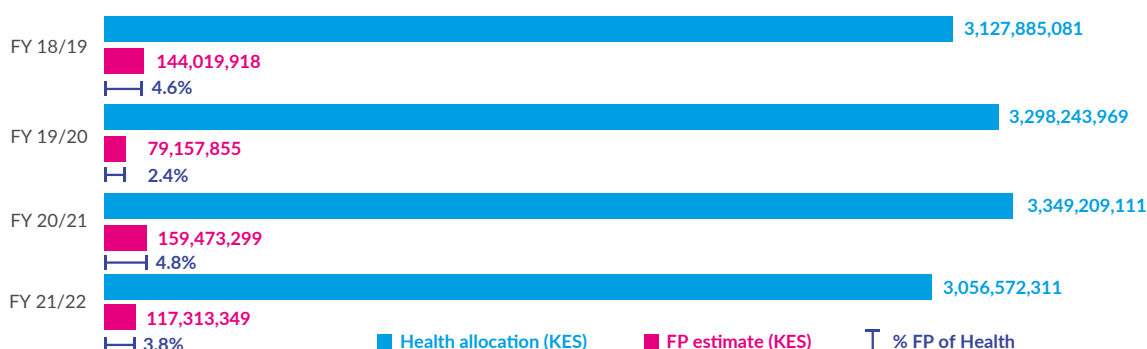 3,127,885,081
FY 18/19
144,019,918
4.6%
3,298,243,969
FY 19/20
79,157,855
2.4%
3,349,209,111
FY 20/21
159,473,299
4.8%
3,056,572,311
FY 21/22
117,313,349
3.8%
Health allocation (KES) FP estimate (KES) % FP of Health